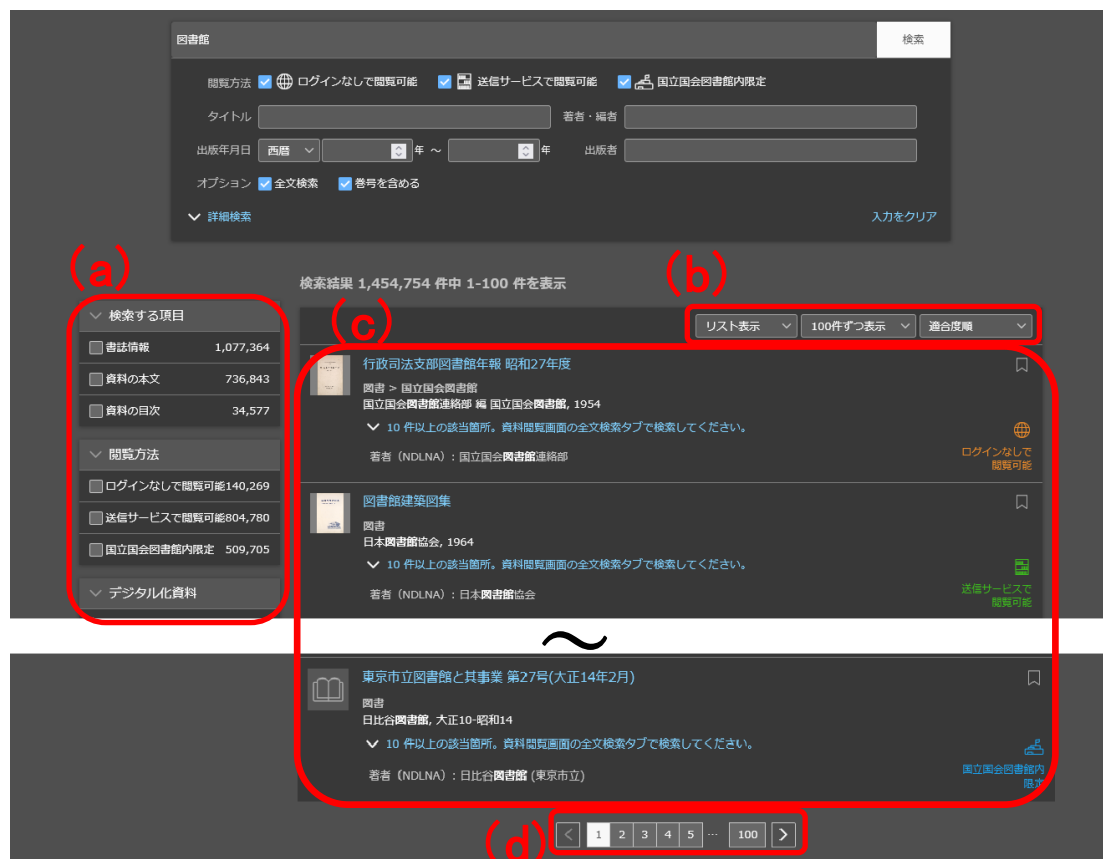 図書館 検索
閲覧方法 ログインなしで閲覧可能 送信サービスで閲覧可能 国立国会図書館内限定
タイトル 著者・編者
出版年月日 西暦 年 ～ 年 出版者
オプション 全文検索 巻号を含める
詳細検索 入力をクリア
(a)
検索結果 1,454,754 件中 1-100 件を表示
(b)
検索する項目
書誌情報 1,077,364
資料の本文 736,843
資料の目次 34,577
閲覧方法
ログインなしで閲覧可能140,269
送信サービスで閲覧可能804,780
国立国会図書館内限定 509,705
デジタル化資料
(c)
リスト表示 100件ずつ表示 適合度順
行政司法支部図書館年報 昭和27年度
図書 > 国立国会図書館
国立国会図書館連絡部 編 国立国会図書館, 1954
10 件以上の該当箇所。資料閲覧画面の全文検索タブで検索してください。
著者（NDLNA）: 国立国会図書館連絡部
ログインなしで
閲覧可能
図書館建築図集
図書
日本図書館協会, 1964
10 件以上の該当箇所。資料閲覧画面の全文検索タブで検索してください。
著者（NDLNA）: 日本図書館協会
送信サービスで
閲覧可能
～
東京市立図書館と其事業 第27号(大正14年2月)
図書
日比谷図書館, 大正10-昭和14
10 件以上の該当箇所。資料閲覧画面の全文検索タブで検索してください。
著者（NDLNA）: 日比谷図書館 (東京市立)
国立国会図書館内
限定
(d)
< 1 2 3 4 5 … 100 >